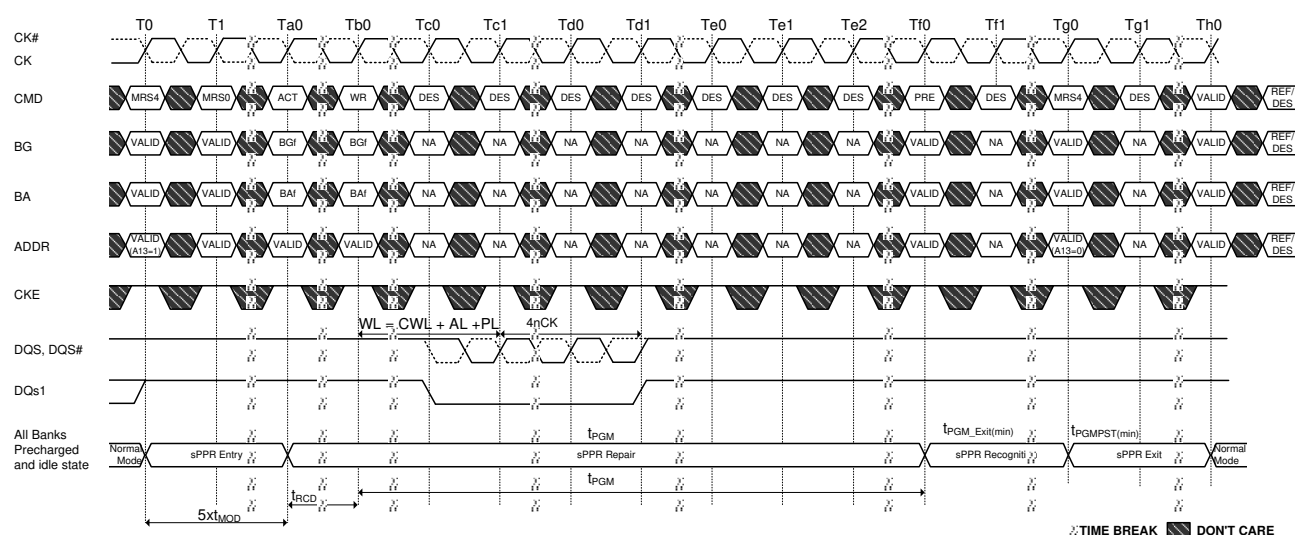 T0 T1 Ta0 Tb0 Tc0 Tc1 Td0 Td1 Te0 Te1 Te2 Tf0 Tf1 Tg0 Tg1 Th0
CK#
CK
CMD MRS4 MRS0 ACT WR DES DES DES DES DES DES DES PRE DES MRS4 DES VALID REF/ DES
BG VALID VALID BGf BGf NA NA NA NA NA NA NA VALID NA VALID NA VALID REF/ DES
BA VALID VALID BAf BAf NA NA NA NA NA NA NA VALID NA VALID NA VALID REF/ DES
ADDR VALID (A13=1) VALID VALID VALID NA NA NA NA NA NA NA VALID NA VALID (A13=0) NA VALID REF/ DES
CKE
WL = CWL + AL +PL 4nCK
DQS, DQS#
DQs1
All Banks
Precharged
and idle state
tPGM tPGM_Exit(min) tPGMPST(min)
Normal Mode sPPR Entry sPPR Repair sPPR Recogniti sPPR Exit Normal Mode
tRCD tPGM
5xtMOD
TIME BREAK DON'T CARE